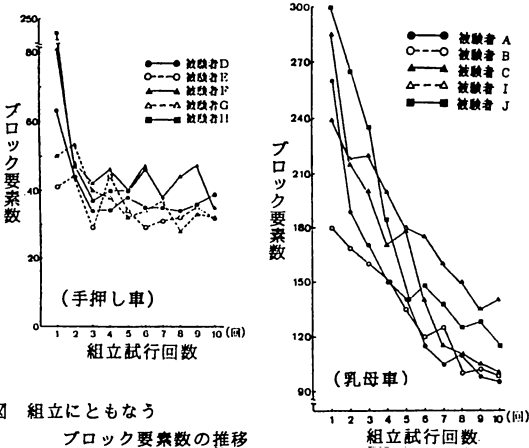 250
60
40
20
0
ブロック要素数
被験者D
被験者E
被験者F
被験者G
被験者H
(手押し車)
1 2 3 4 5 6 7 8 9 10 (回)
組立試行回数
300
270
240
210
180
150
120
90
ブロック要素数
被験者 A
被験者 B
被験者 C
被験者 I
被験者 J
(乳母車)
1 2 3 4 5 6 7 8 9 10 (回)
組立試行回数
図 組立にともなう
ブロック要素数の推移